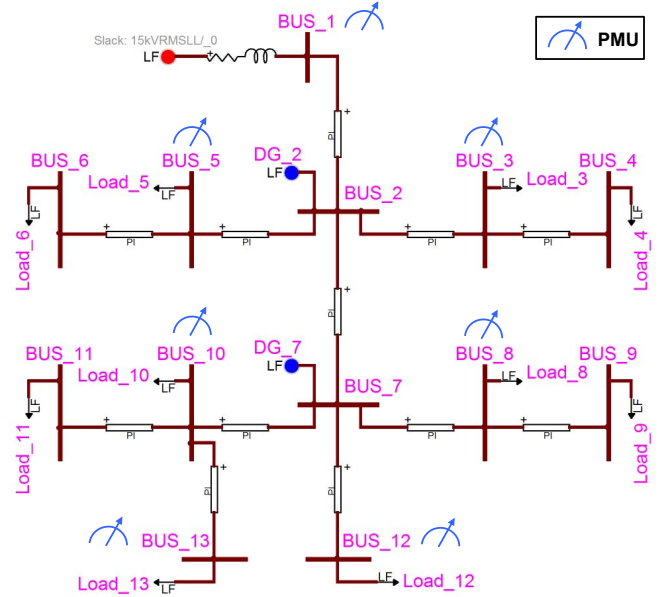 BUS_1
PMU
Slack: 15kVRMSLL/_0
LF
+
+
PI
BUS_6
BUS_5
DG_2
BUS_3
BUS_4
LF
Load_5
LF
LF
Load_3
LF
LF
BUS_2
Load_6
Load_4
+
PI
+
PI
+
PI
+
PI
+
PI
BUS_11
BUS_10
DG_7
BUS_8
BUS_9
LF
Load_10
LF
LF
Load_8
LF
LF
BUS_7
Load_11
Load_9
+
PI
+
PI
+
PI
+
PI
+
PI
+
PI
BUS_13
BUS_12
Load_13
LF
LF
Load_12